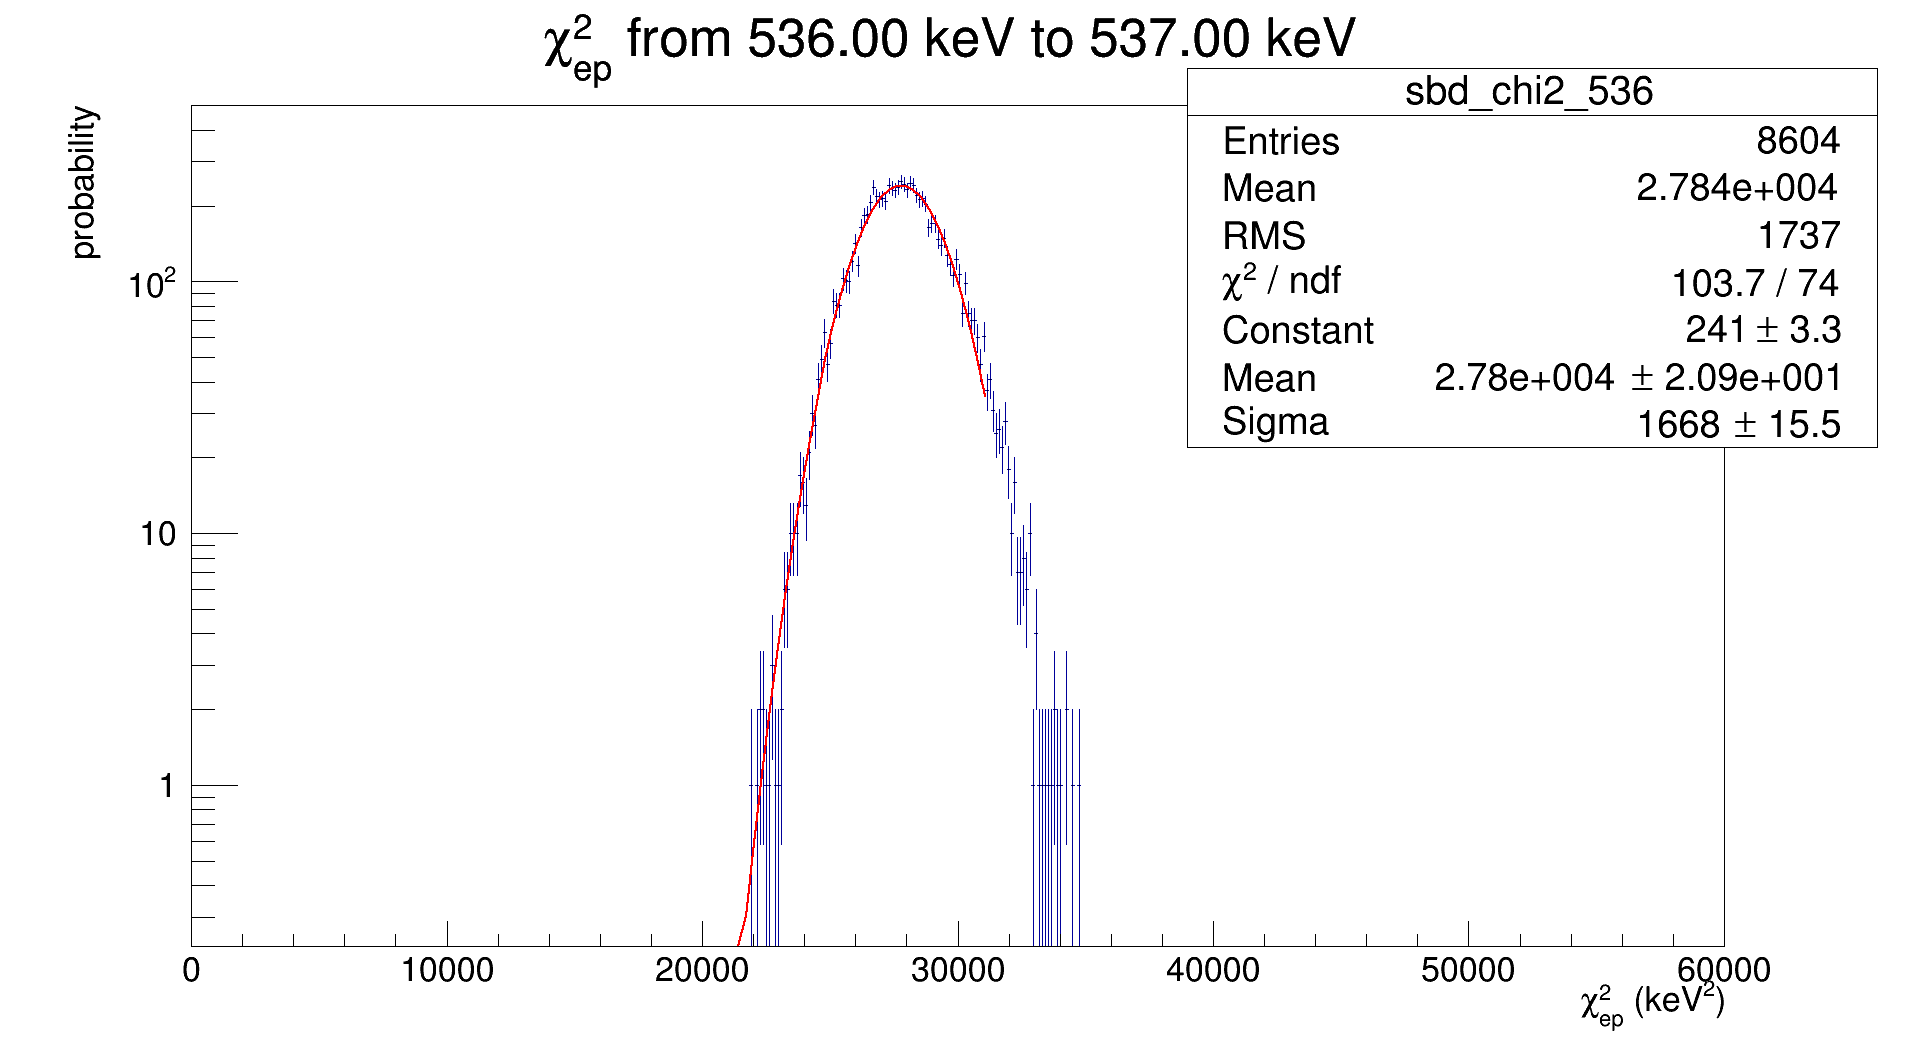 χ²ep from 536.00 keV to 537.00 keV
probability
sbd_chi2_536
Entries 8604
Mean 2.784e+004
RMS 1737
χ² / ndf 103.7 / 74
Constant 241 ± 3.3
Mean 2.78e+004 ± 2.09e+001
Sigma 1668 ± 15.5
10²
10
1
0 10000 20000 30000 40000 50000 60000
χ²ep (keV²)